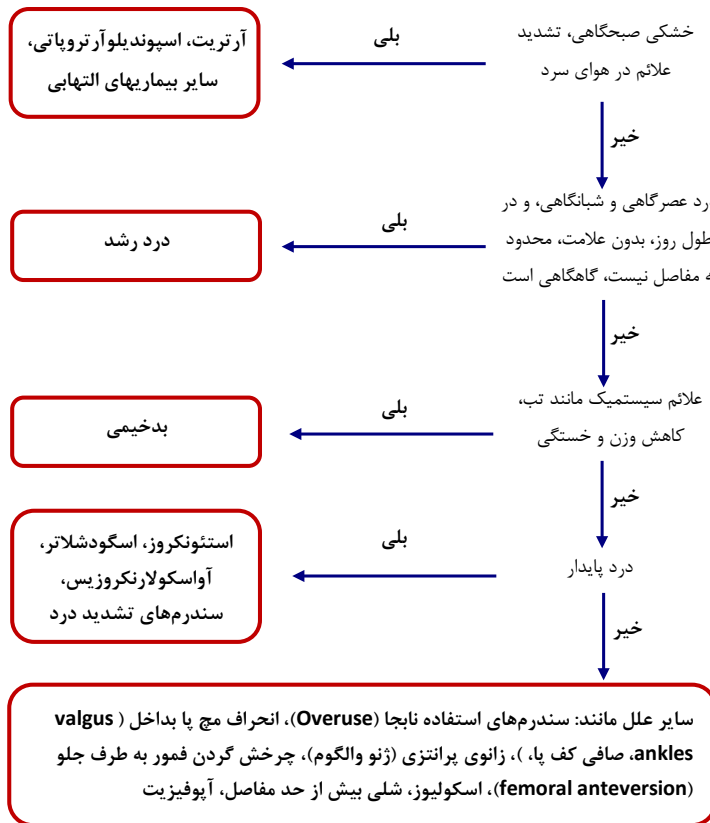 خشکی صبحگاهی، تشدید
علائم در هوای سرد
بلی
آرتریت، اسپوندیلوآرتروپاتی،
سایر بیماریهای التهابی
خیر
رد عصرگاهی و شبانگاهی، و در
طول روز، بدون علامت، محدود
ه مفاصل نیست، گاهگاهی است
بلی
درد رشد
خیر
علائم سیستمیک مانند تب،
کاهش وزن و خستگی
بلی
بدخیمی
خیر
درد پایدار
بلی
استئونکروز، اسگودشلاتر،
آواسکولارنکروزیس،
سندرم‌های تشدید درد
خیر
سایر علل مانند: سندرم‌های استفاده نابجا (Overuse)، انحراف مچ پا بداخل ( valgus
ankles، صافی کف پا، )، زانوی پرانتزی (ژنو والگوم)، چرخش گردن فمور به طرف جلو
(femoral anteversion)، اسکولیوز، شلی بیش از حد مفاصل، آپوفیزیت